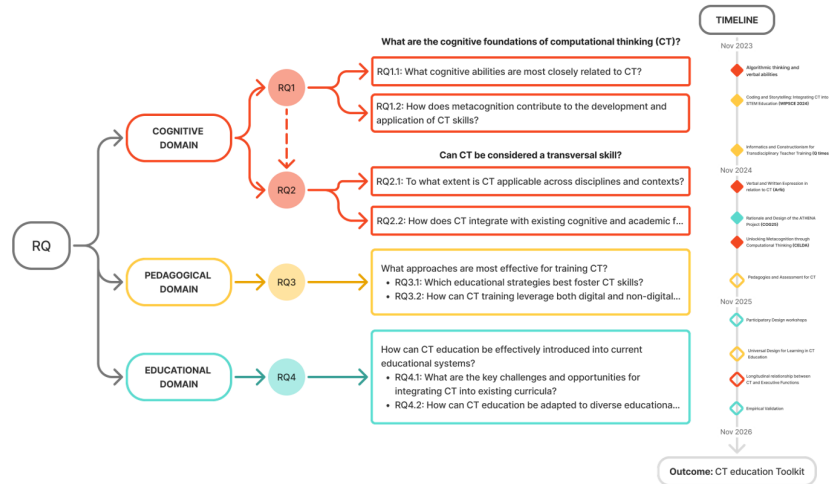 TIMELINE
Nov 2023
What are the cognitive foundations of computational thinking (CT)?
RQ1.1: What cognitive abilities are most closely related to CT?
RQ1
RQ1.2: How does metacognition contribute to the development and
application of CT skills?
COGNITIVE
DOMAIN
Can CT be considered a transversal skill?
RQ2.1: To what extent is CT applicable across disciplines and contexts?
RQ2
RQ2.2: How does CT integrate with existing cognitive and academic f...
RQ
PEDAGOGICAL
DOMAIN
RQ3
What approaches are most effective for training CT?
• RQ3.1: Which educational strategies best foster CT skills?
• RQ3.2: How can CT training leverage both digital and non-digital...
EDUCATIONAL
DOMAIN
RQ4
How can CT education be effectively introduced into current
educational systems?
• RQ4.1: What are the key challenges and opportunities for
integrating CT into existing curricula?
• RQ4.2: How can CT education be adapted to diverse educationa...
Algorithmic thinking and
verbal abilities
Coding and Storytelling: Integrating CT into
STEM Education (WIPSCE 2024)
Informatics and Constructionism for
Transdisciplinary Teacher Training (Q times
Nov 2024
Verbal and Written Expression in
relation to CT
Rationale and Design of the ATHENA
Project (COG25)
Unlocking Metacognition through
Computational Thinking (CELDA)
Pedagogies and Assessment for CT
Nov 2025
Participatory Design workshops
Universal Design for Learning in CT
Education
Longitudinal relationship between
CT and Executive Functions
Empirical Validation
Nov 2026
Outcome: CT education Toolkit